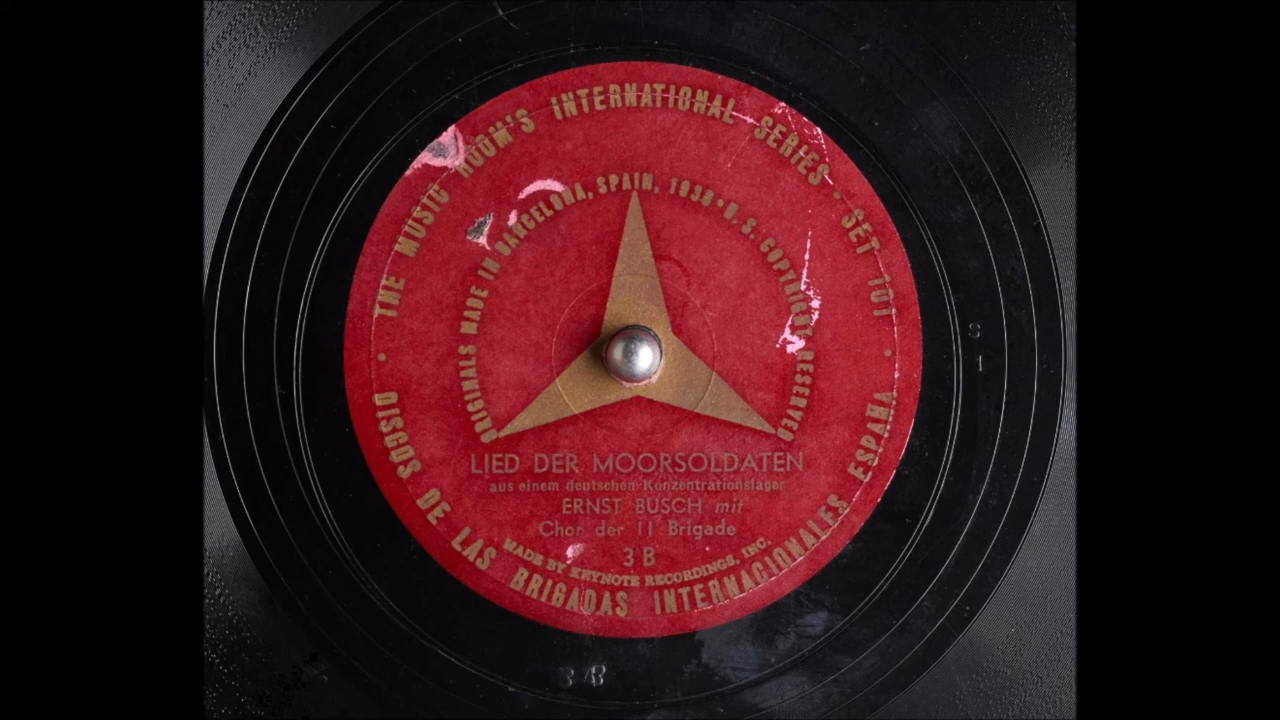 THE MUSIC ROOM'S INTERNATIONAL SERIES · SET 101
ORIGINALS MADE IN BARCELONA, SPAIN, 1938 · U.S. COPYRIGHT RESERVED
LIED DER MOORSOLDATEN
aus einem deutschen Konzentrationslager
ERNST BUSCH mit
Chor der 11 Brigade
3 B
MADE BY KEYNOTE RECORDINGS, INC.
DISCOS DE LAS BRIGADAS INTERNACIONALES ESPAÑA
S
1